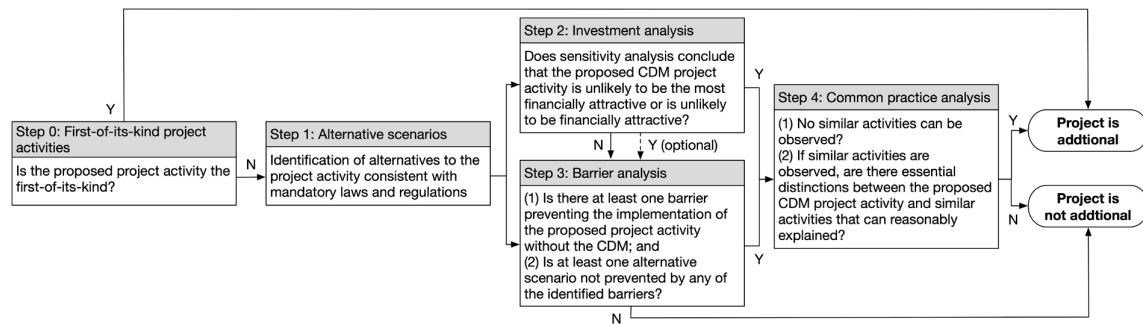 Y
Step 0: First-of-its-kind project
activities
Is the proposed project activity the
first-of-its-kind?
N
Step 1: Alternative scenarios
Identification of alternatives to the
project activity consistent with
mandatory laws and regulations
Step 2: Investment analysis
Does sensitivity analysis conclude
that the proposed CDM project
activity is unlikely to be the most
financially attractive or is unlikely
to be financially attractive?
Y
N
Y (optional)
Step 3: Barrier analysis
(1) Is there at least one barrier
preventing the implementation of
the proposed project activity
without the CDM; and
(2) Is at least one alternative
scenario not prevented by any of
the identified barriers?
Y
N
Step 4: Common practice analysis
(1) No similar activities can be
observed?
(2) If similar activities are
observed, are there essential
distinctions between the proposed
CDM project activity and similar
activities that can reasonably
explained?
Y
N
Project is
addtional
Project is
not addtional